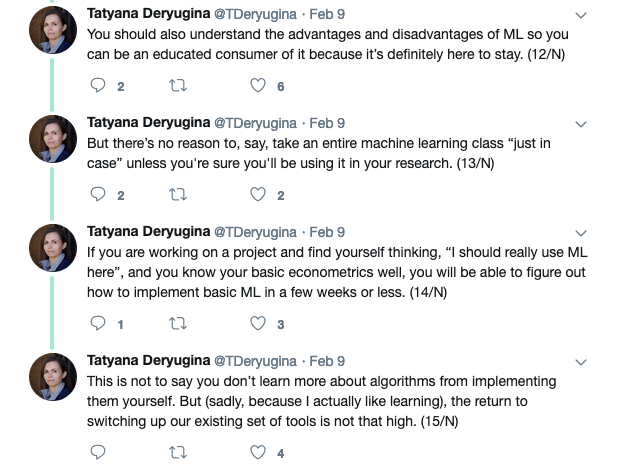 Tatyana Deryugina @TDeryugina · Feb 9
You should also understand the advantages and disadvantages of ML so you
can be an educated consumer of it because it’s definitely here to stay. (12/N)
2 6
Tatyana Deryugina @TDeryugina · Feb 9
But there’s no reason to, say, take an entire machine learning class “just in
case” unless you're sure you'll be using it in your research. (13/N)
2 2
Tatyana Deryugina @TDeryugina · Feb 9
If you are working on a project and find yourself thinking, “I should really use ML
here”, and you know your basic econometrics well, you will be able to figure out
how to implement basic ML in a few weeks or less. (14/N)
1 3
Tatyana Deryugina @TDeryugina · Feb 9
This is not to say you don’t learn more about algorithms from implementing
them yourself. But (sadly, because I actually like learning), the return to
switching up our existing set of tools is not that high. (15/N)
4